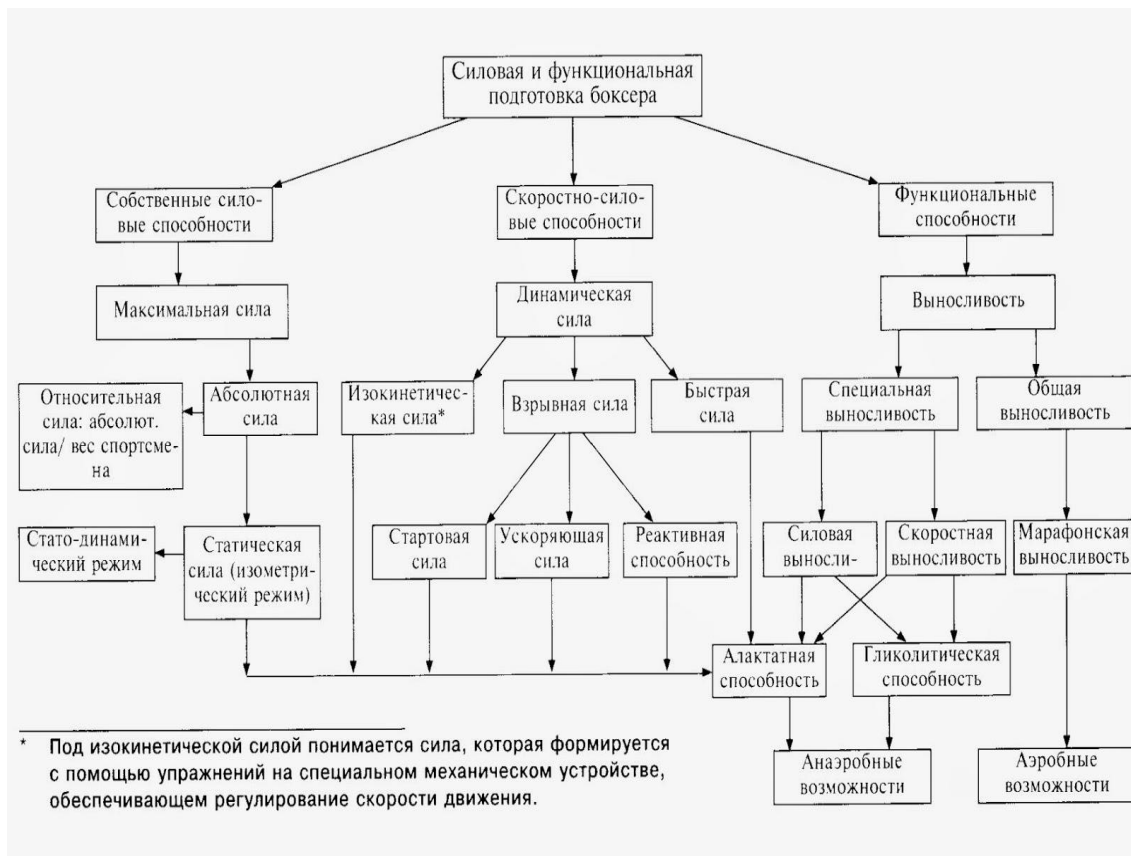 Силовая и функциональная
подготовка боксера
Собственные сило-
вые способности
Скоростно-сило-
вые способности
Функциональные
способности
Максимальная сила
Динамическая
сила
Выносливость
Относительная
сила: абсолют.
сила/ вес спортсме-
на
Абсолютная
сила
Изокинетичес-
кая сила*
Взрывная сила
Быстрая
сила
Специальная
выносливость
Общая
выносливость
Стато-динами-
ческий режим
Статическая
сила (изометри-
ческий режим)
Стартовая
сила
Ускоряющая
сила
Реактивная
способность
Силовая
выносли-
Скоростная
выносливость
Марафонская
выносливость
Алактатная
способность
Гликолитическая
способность
Анаэробные
возможности
Аэробные
возможности
* Под изокинетической силой понимается сила, которая формируется
с помощью упражнений на специальном механическом устройстве,
обеспечивающем регулирование скорости движения.